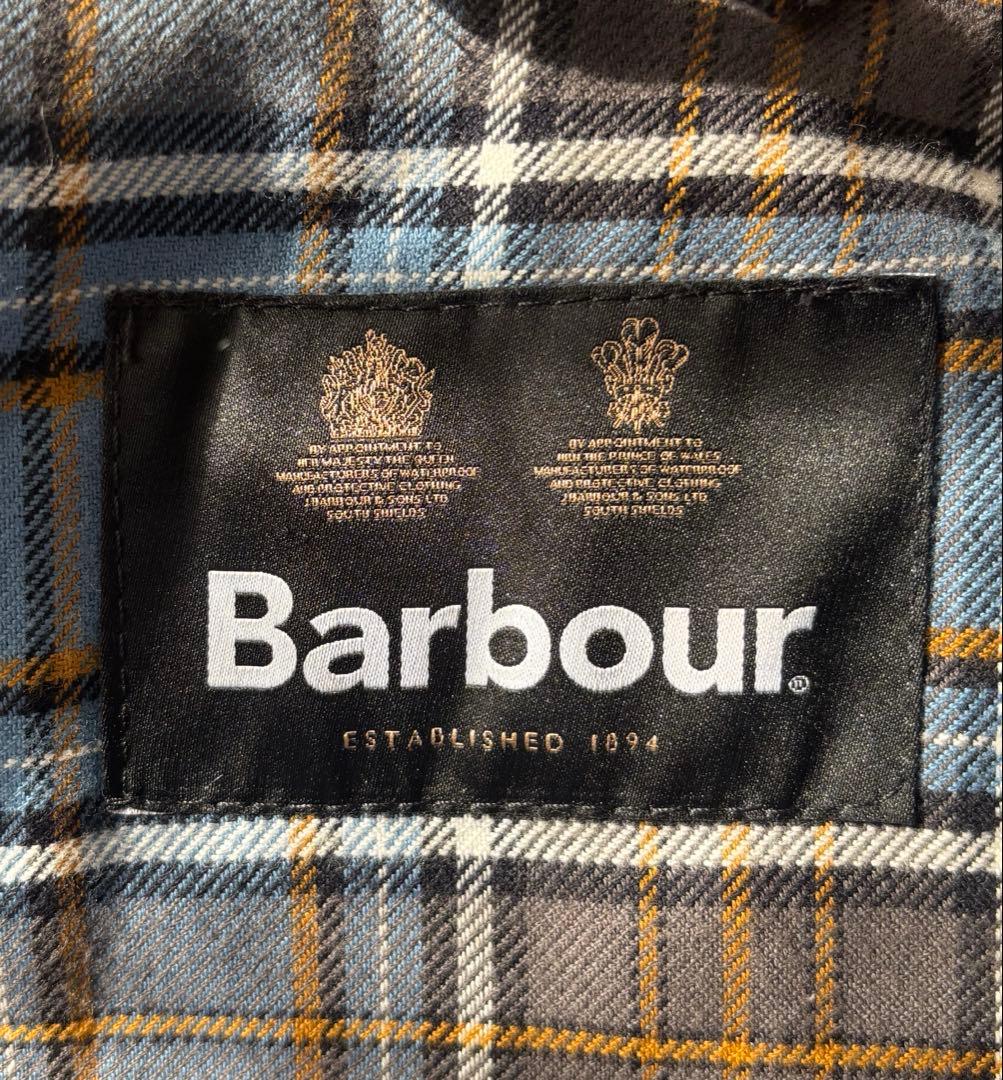 BY APPOINTMENT TO
HER MAJESTY THE QUEEN
MANUFACTURERS OF WATERPROOF
AND PROTECTIVE CLOTHING
J.BARBOUR & SONS LTD
SOUTH SHIELDS
BY APPOINTMENT TO
HRH THE PRINCE OF WALES
MANUFACTURERS OF WATERPROOF
AND PROTECTIVE CLOTHING
J.BARBOUR & SONS LTD
SOUTH SHIELDS
Barbour®
ESTABLISHED 1894